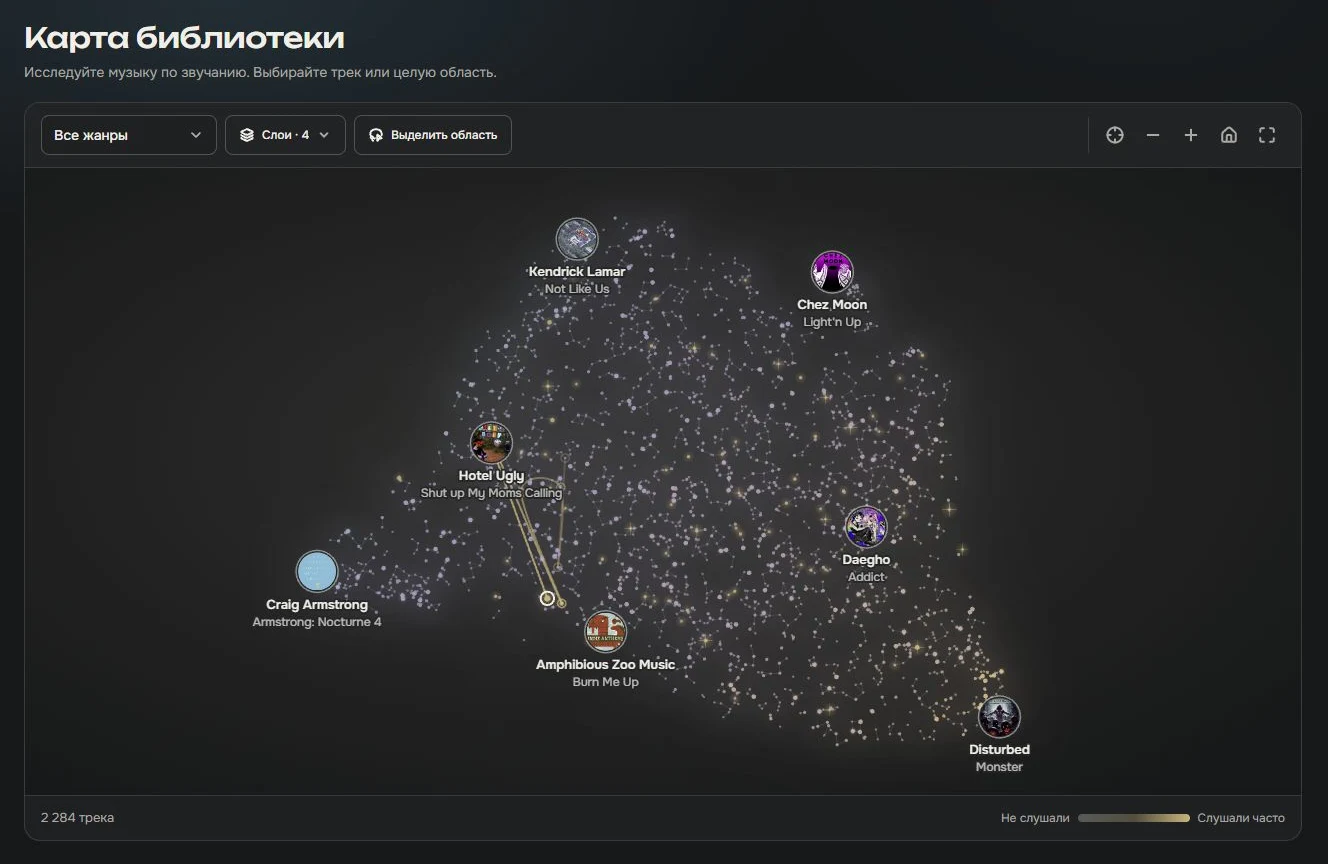 Карта библиотеки
Исследуйте музыку по звучанию. Выбирайте трек или целую область.
Все жанры
Слои · 4
Выделить область
Kendrick Lamar
Not Like Us
Chez Moon
Light'n Up
Hotel Ugly
Shut up My Moms Calling
Daegho
Addict
Craig Armstrong
Armstrong: Nocturne 4
Amphibious Zoo Music
Burn Me Up
Disturbed
Monster
2 284 трека
Не слушали
Слушали часто